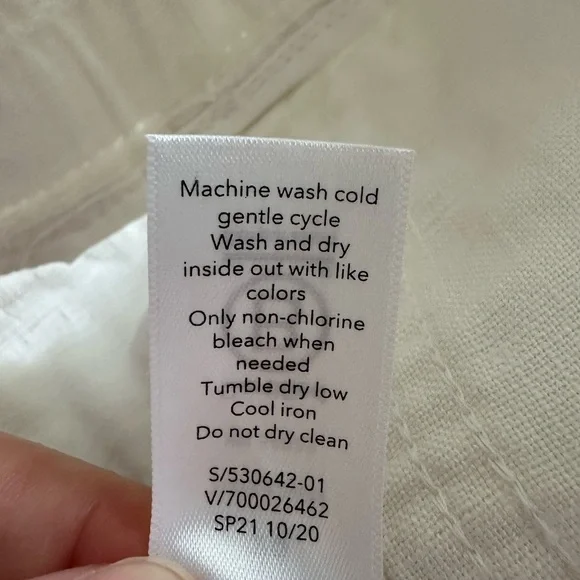 Machine wash cold
gentle cycle
Wash and dry
inside out with like
colors
Only non-chlorine
bleach when
needed
Tumble dry low
Cool iron
Do not dry clean
S/530642-01
V/700026462
SP21 10/20